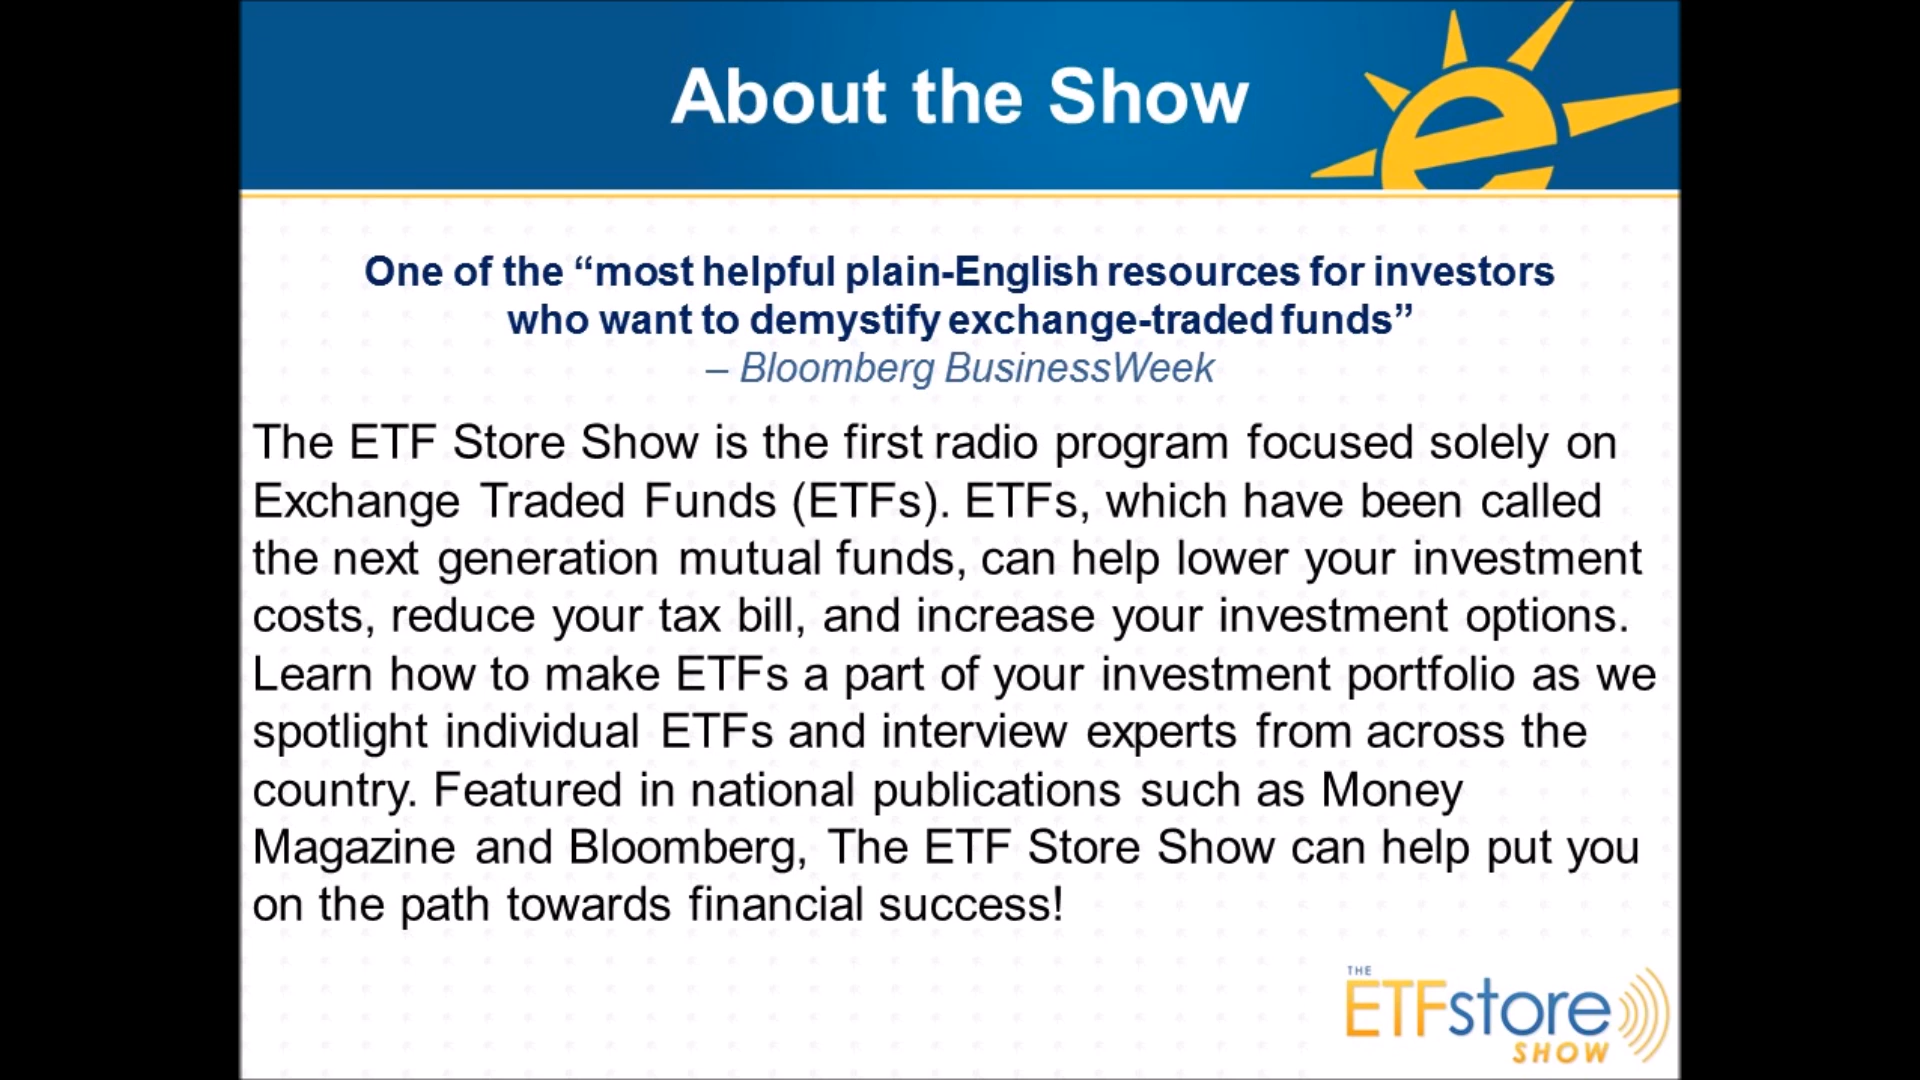 About the Show
One of the “most helpful plain-English resources for investors
who want to demystify exchange-traded funds”
– Bloomberg BusinessWeek
The ETF Store Show is the first radio program focused solely on
Exchange Traded Funds (ETFs). ETFs, which have been called
the next generation mutual funds, can help lower your investment
costs, reduce your tax bill, and increase your investment options.
Learn how to make ETFs a part of your investment portfolio as we
spotlight individual ETFs and interview experts from across the
country. Featured in national publications such as Money
Magazine and Bloomberg, The ETF Store Show can help put you
on the path towards financial success!
THE
ETFstore
SHOW